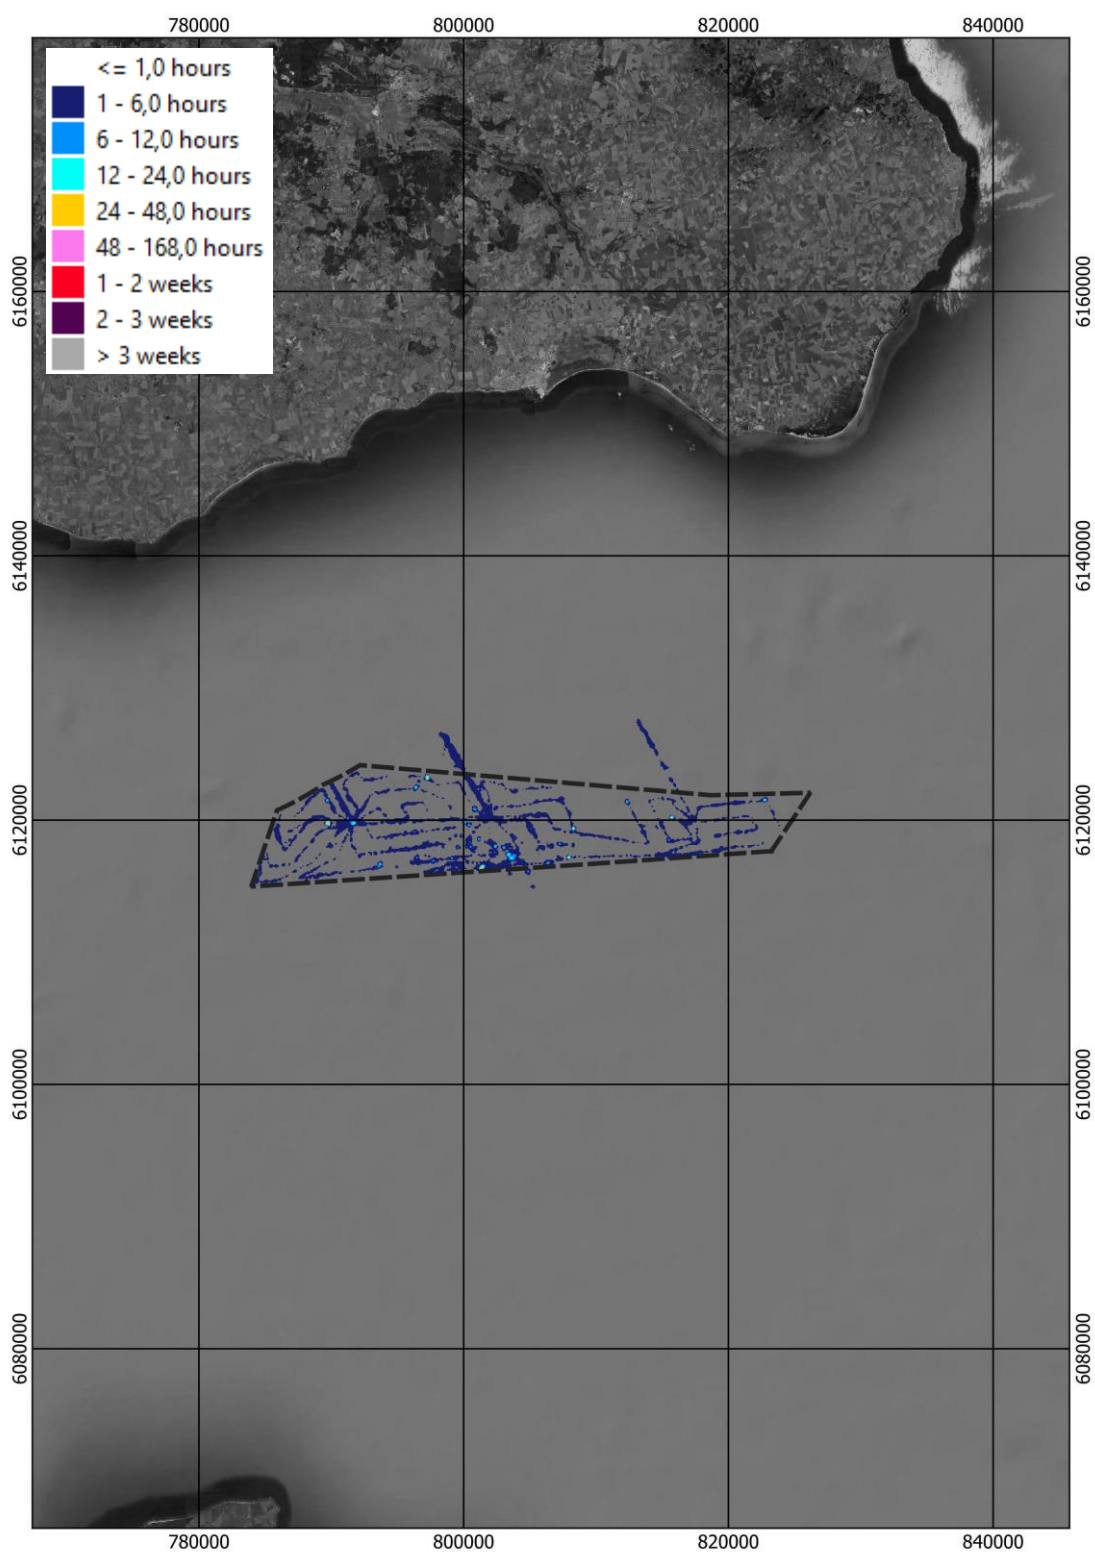 780000 800000 820000 840000
<= 1,0 hours
1 - 6,0 hours
6 - 12,0 hours
12 - 24,0 hours
24 - 48,0 hours
48 - 168,0 hours
1 - 2 weeks
2 - 3 weeks
> 3 weeks
6160000 6160000
6140000 6140000
6120000 6120000
6100000 6100000
6080000 6080000
780000 800000 820000 840000